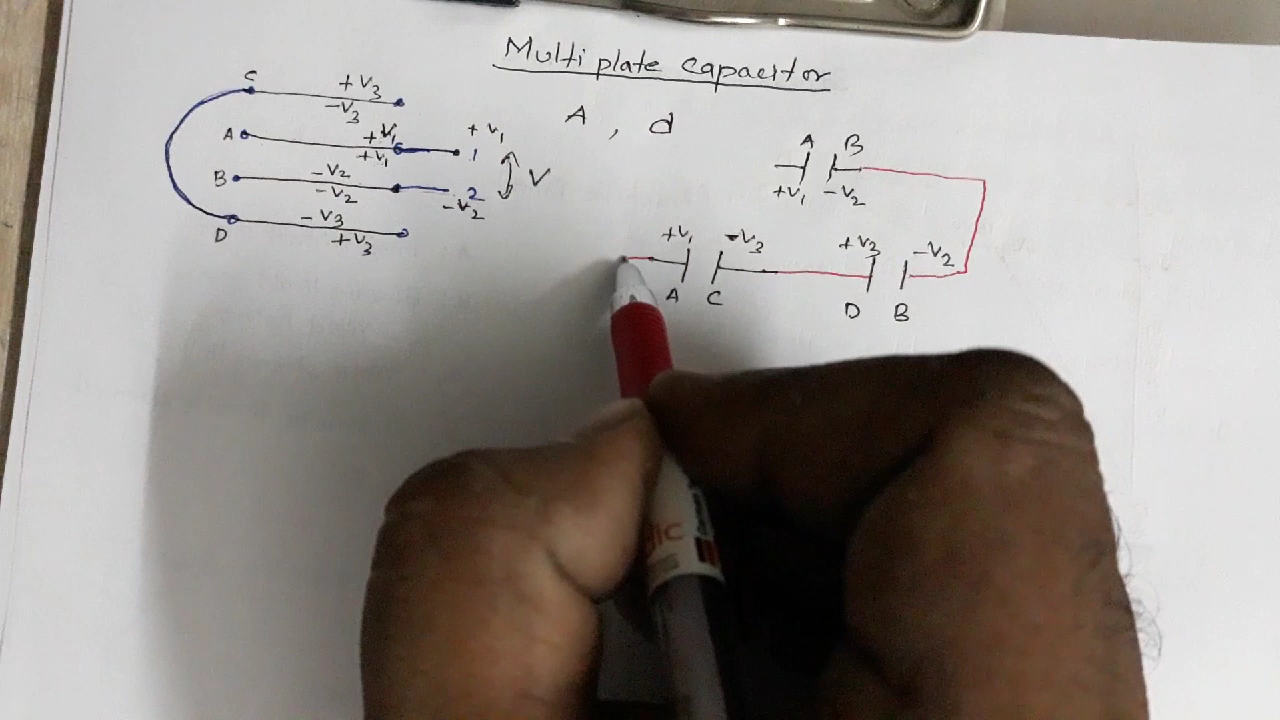 Multi plate capacitor
A, d
C +V3
-V3
A +V1 +V1
+V1 1
V
B -V2
-V2 2
-V2
D -V3
+V3
A B
+V1 -V2
+V1 -V3 +V3 -V2
A C D B